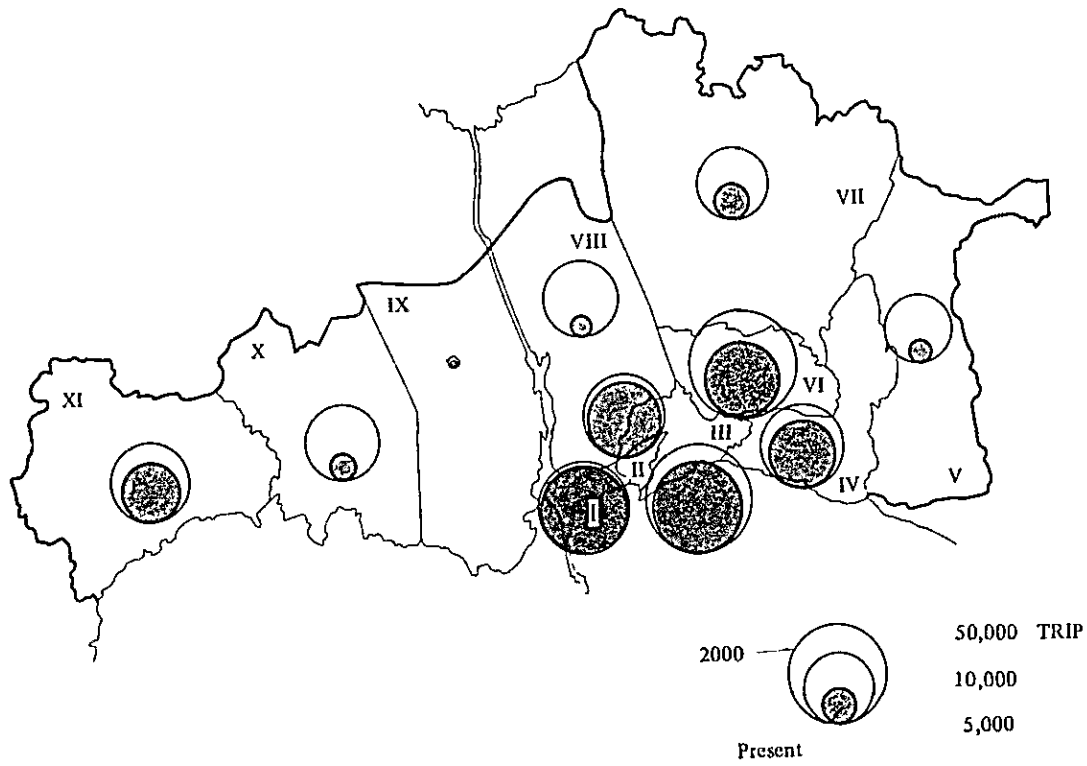 VII
VIII
IX
X
XI
VI
III
II
IV
V
I
50,000 TRIP
2000
10,000
5,000
Present